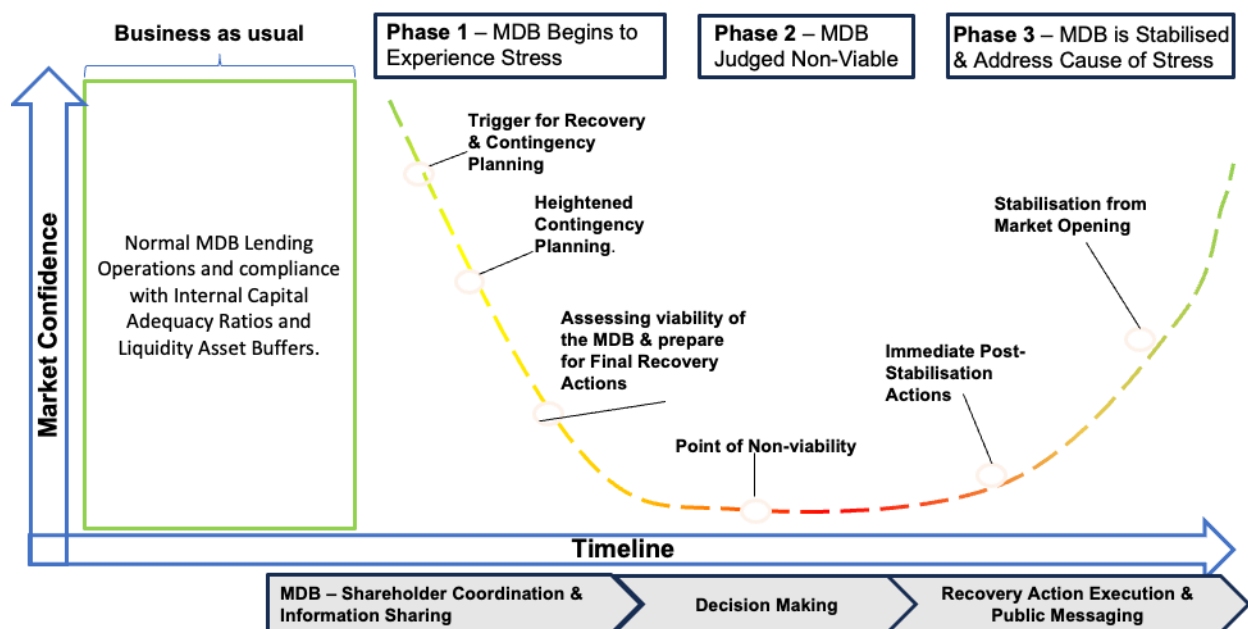 Business as usual
Phase 1 – MDB Begins to
Experience Stress
Phase 2 – MDB
Judged Non-Viable
Phase 3 – MDB is Stabilised
& Address Cause of Stress
Market Confidence
Normal MDB Lending
Operations and compliance
with Internal Capital
Adequacy Ratios and
Liquidity Asset Buffers.
Trigger for Recovery
& Contingency
Planning
Heightened
Contingency
Planning.
Assessing viability of
the MDB & prepare
for Final Recovery
Actions
Point of Non-viability
Immediate Post-
Stabilisation
Actions
Stabilisation from
Market Opening
Timeline
MDB – Shareholder Coordination &
Information Sharing
Decision Making
Recovery Action Execution &
Public Messaging